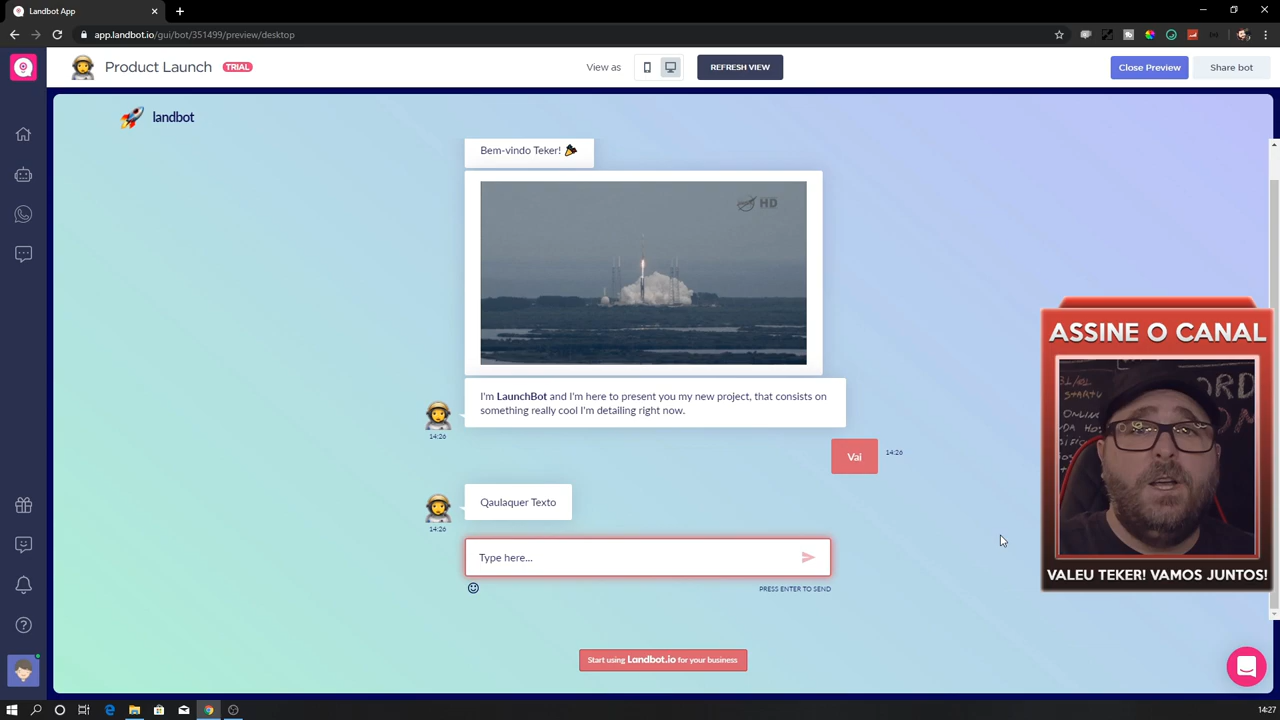 Landbot App
app.landbot.io/gui/bot/351499/preview/desktop
Product Launch TRIAL
View as
REFRESH VIEW
Close Preview
Share bot
landbot
Bem-vindo Teker!
HD
I'm LaunchBot and I'm here to present you my new project, that consists on
something really cool I'm detailing right now.
14:26
Vai
14:26
Qaulaquer Texto
14:26
Type here...
PRESS ENTER TO SEND
Start using Landbot.io for your business
ASSINE O CANAL
VALEU TEKER! VAMOS JUNTOS!
14:27